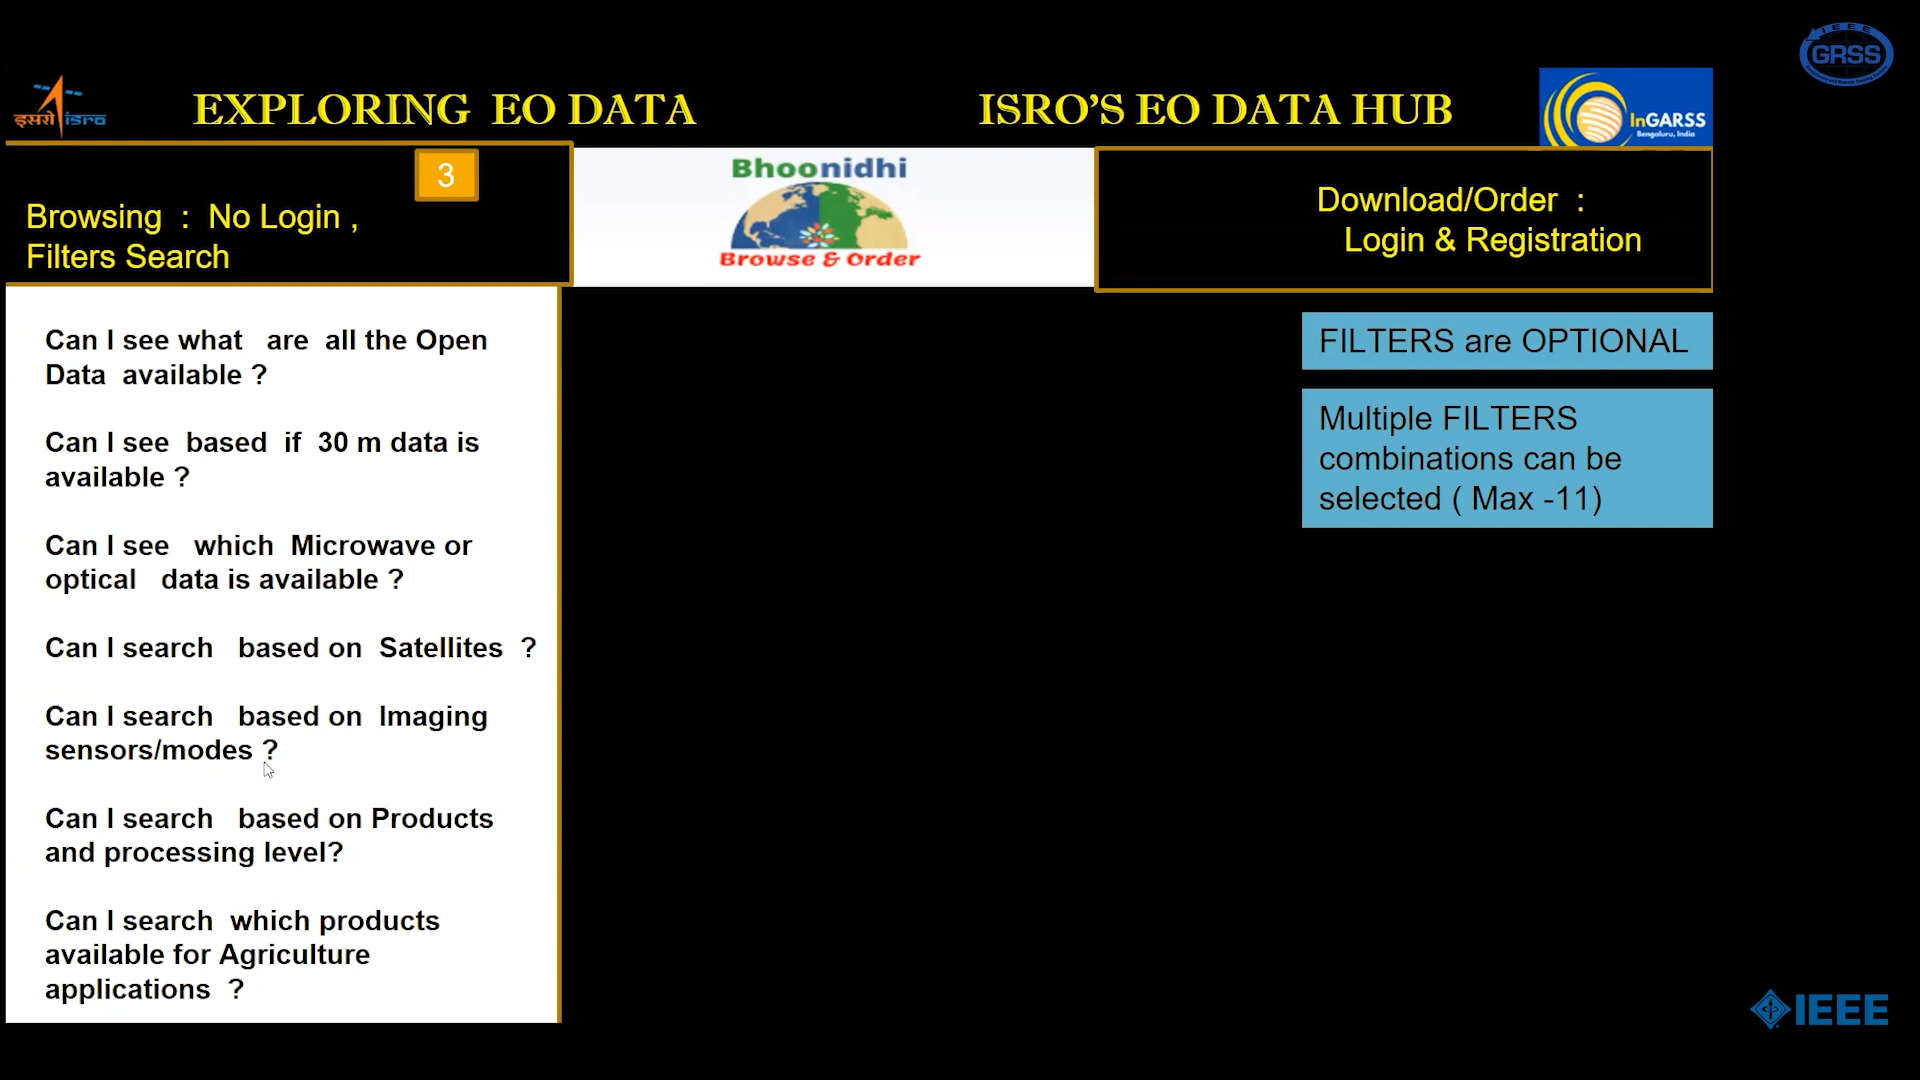 IEEE
GRSS
इसरो isro
EXPLORING EO DATA
ISRO'S EO DATA HUB
InGARSS
Bengaluru, India
3
Browsing : No Login ,
Filters Search
Bhoonidhi
Browse & Order
Download/Order :
Login & Registration
Can I see what are all the Open
Data available ?
Can I see based if 30 m data is
available ?
Can I see which Microwave or
optical data is available ?
Can I search based on Satellites ?
Can I search based on Imaging
sensors/modes ?
Can I search based on Products
and processing level?
Can I search which products
available for Agriculture
applications ?
FILTERS are OPTIONAL
Multiple FILTERS
combinations can be
selected ( Max -11)
IEEE